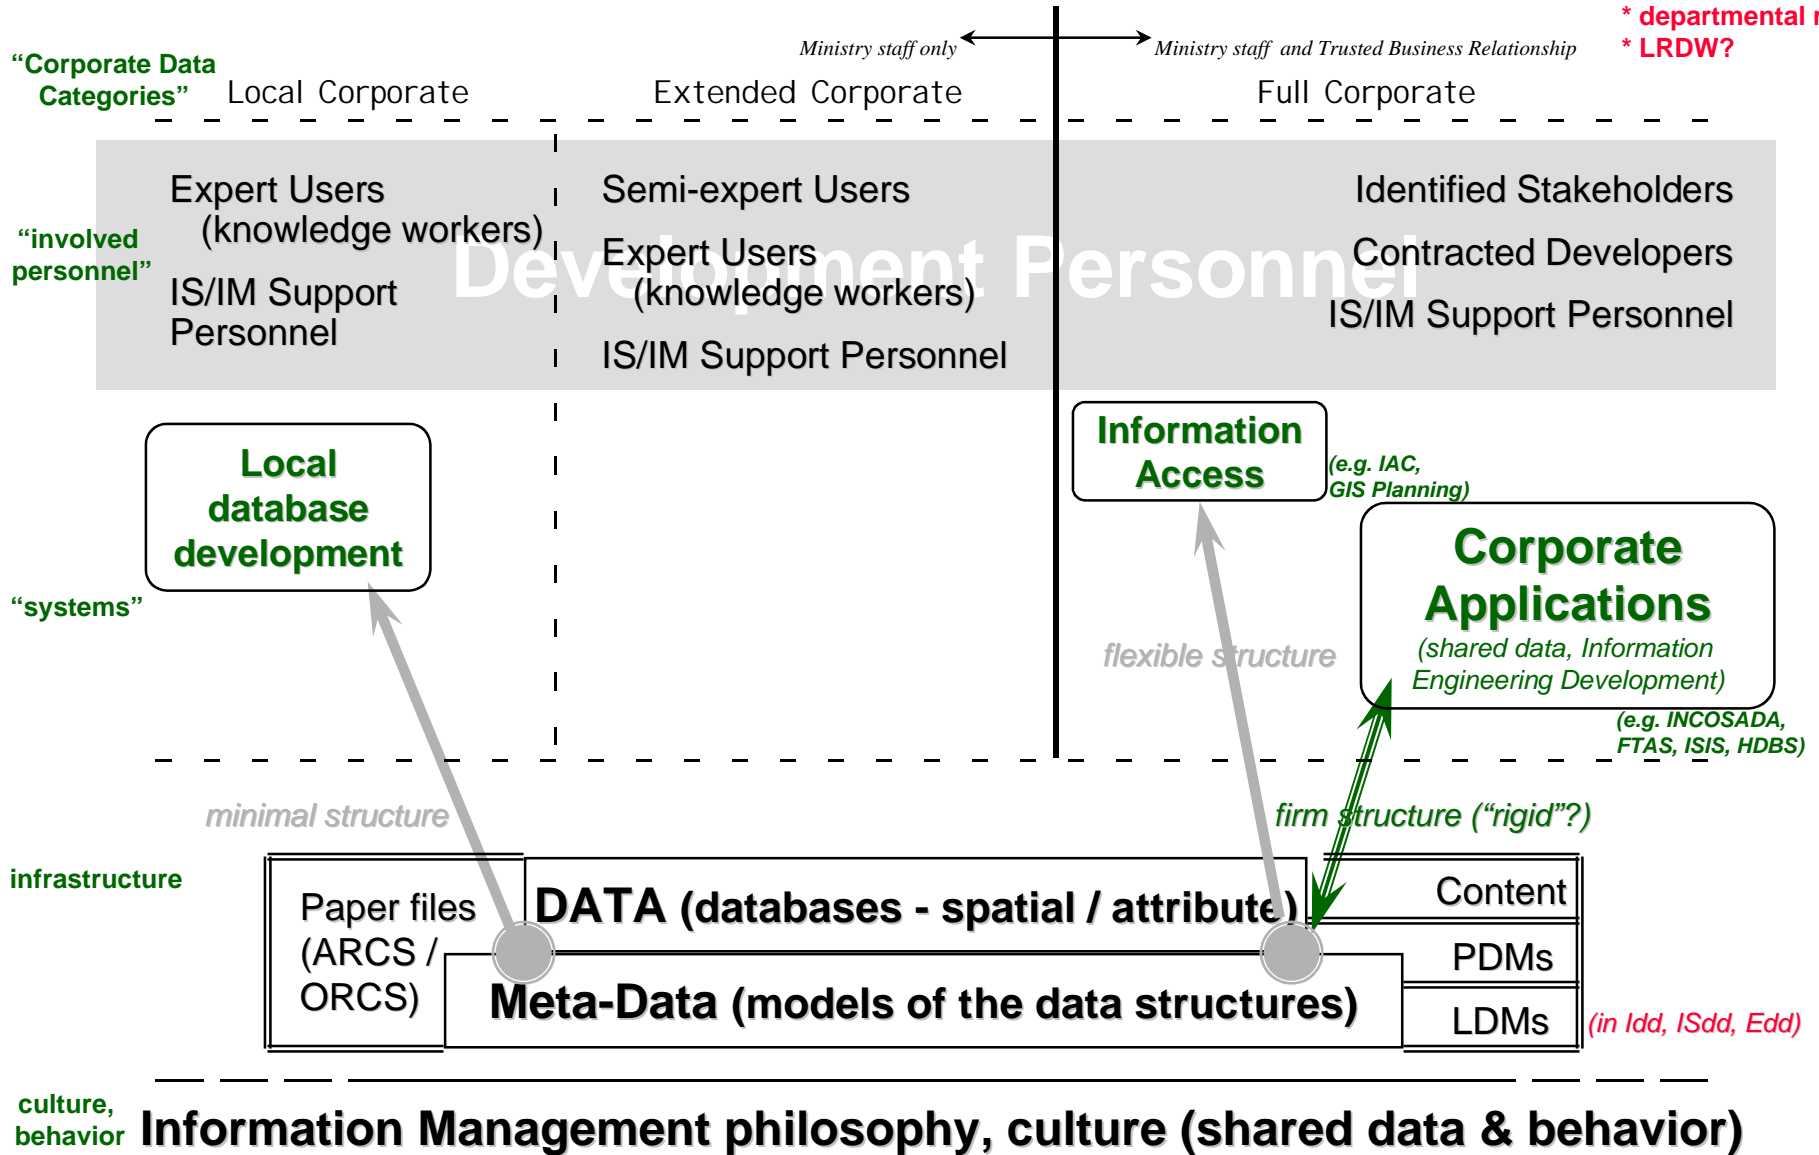 * departmental
* LRDW?
Ministry staff only
Ministry staff and Trusted Business Relationship
“Corporate Data
Categories”
Local Corporate
Extended Corporate
Full Corporate
“involved
personnel”
Development Personnel
Expert Users
(knowledge workers)
IS/IM Support
Personnel
Semi-expert Users
Expert Users
(knowledge workers)
IS/IM Support Personnel
Identified Stakeholders
Contracted Developers
IS/IM Support Personnel
“systems”
Local
database
development
Information
Access
(e.g. IAC,
GIS Planning)
Corporate
Applications
(shared data, Information
Engineering Development)
(e.g. INCOSADA,
FTAS, ISIS, HDBS)
flexible structure
minimal structure
firm structure (“rigid”?)
infrastructure
Paper files
(ARCS /
ORCS)
DATA (databases - spatial / attribute)
Meta-Data (models of the data structures)
Content
PDMs
LDMs
(in Idd, ISdd, Edd)
culture,
behavior
Information Management philosophy, culture (shared data & behavior)